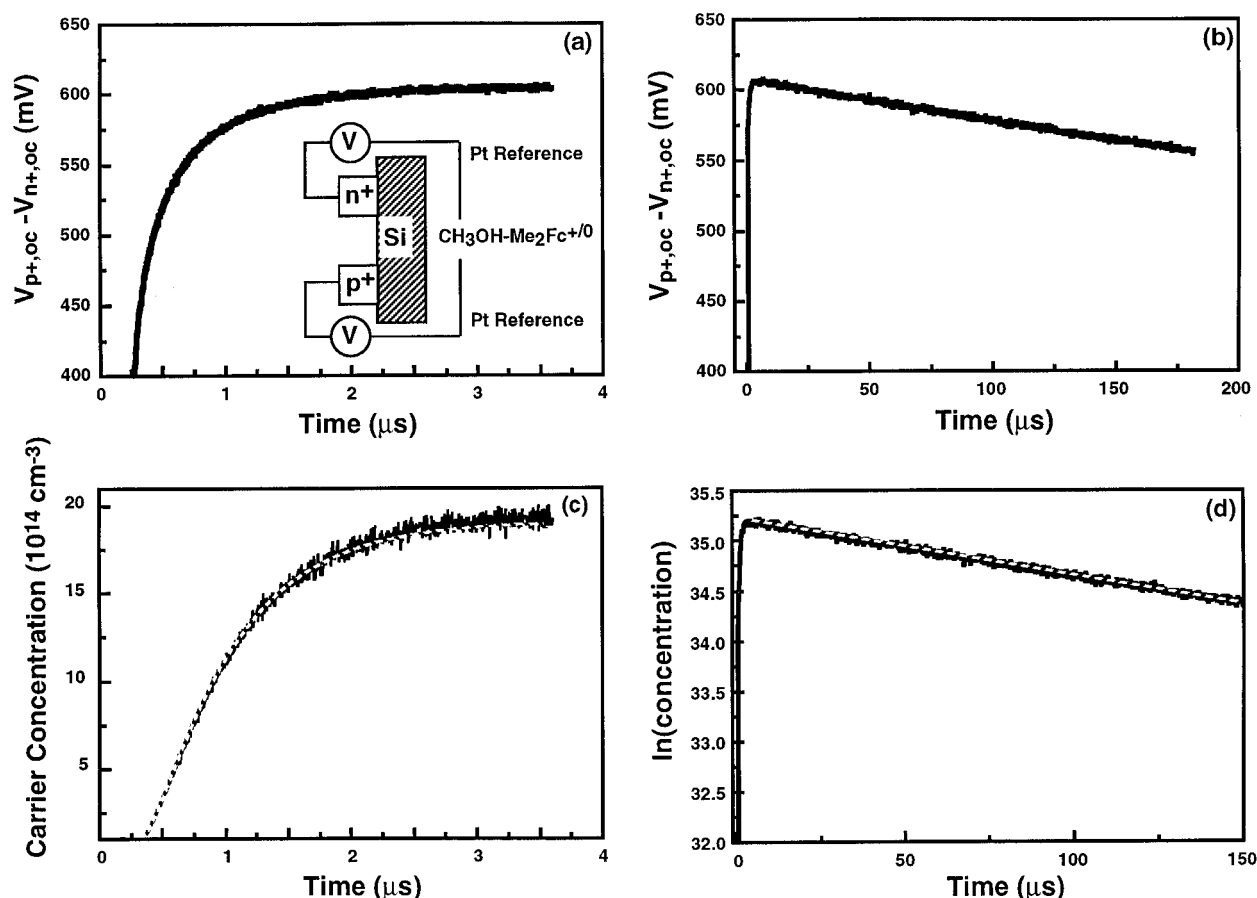 (a)
V_p+,oc -V_n+,oc (mV)
650
600
550
500
450
400
0
1
2
3
4
Time (μs)
V
Pt Reference
n+
Si
CH3OH-Me2Fc+/0
p+
V
Pt Reference
(b)
V_p+,oc -V_n+,oc (mV)
650
600
550
500
450
400
0
50
100
150
200
Time (μs)
(c)
Carrier Concentration (10^14 cm-3)
20
15
10
5
0
1
2
3
4
Time (μs)
(d)
ln(concentration)
35.5
35.0
34.5
34.0
33.5
33.0
32.5
32.0
0
50
100
150
Time (μs)